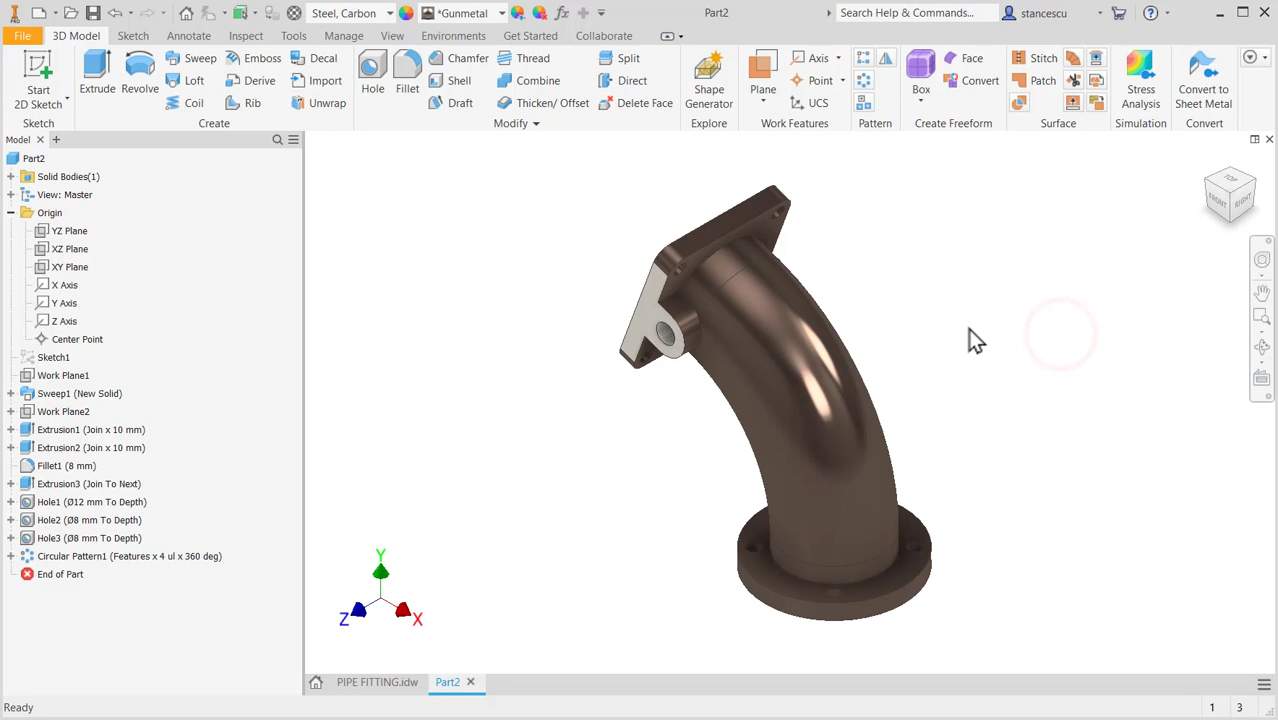 PRO
Steel, Carbon
*Gunmetal
Part2
Search Help & Commands...
stancescu
File
3D Model
Sketch
Annotate
Inspect
Tools
Manage
View
Environments
Get Started
Collaborate
Start
2D Sketch
Sketch
Extrude
Revolve
Sweep
Loft
Coil
Emboss
Derive
Rib
Decal
Import
Unwrap
Create
Hole
Fillet
Chamfer
Shell
Draft
Thread
Combine
Thicken/ Offset
Split
Direct
Delete Face
Modify
Shape
Generator
Explore
Plane
Axis
Point
UCS
Work Features
Pattern
Box
Face
Convert
Create Freeform
Stitch
Patch
Surface
Stress
Analysis
Simulation
Convert to
Sheet Metal
Convert
Model
Part2
Solid Bodies(1)
View: Master
Origin
YZ Plane
XZ Plane
XY Plane
X Axis
Y Axis
Z Axis
Center Point
Sketch1
Work Plane1
Sweep1 (New Solid)
Work Plane2
Extrusion1 (Join x 10 mm)
Extrusion2 (Join x 10 mm)
Fillet1 (8 mm)
Extrusion3 (Join To Next)
Hole1 (Ø12 mm To Depth)
Hole2 (Ø8 mm To Depth)
Hole3 (Ø8 mm To Depth)
Circular Pattern1 (Features x 4 ul x 360 deg)
End of Part
TOP
FRONT
RIGHT
Y
Z
X
PIPE FITTING.idw
Part2
Ready
1
3